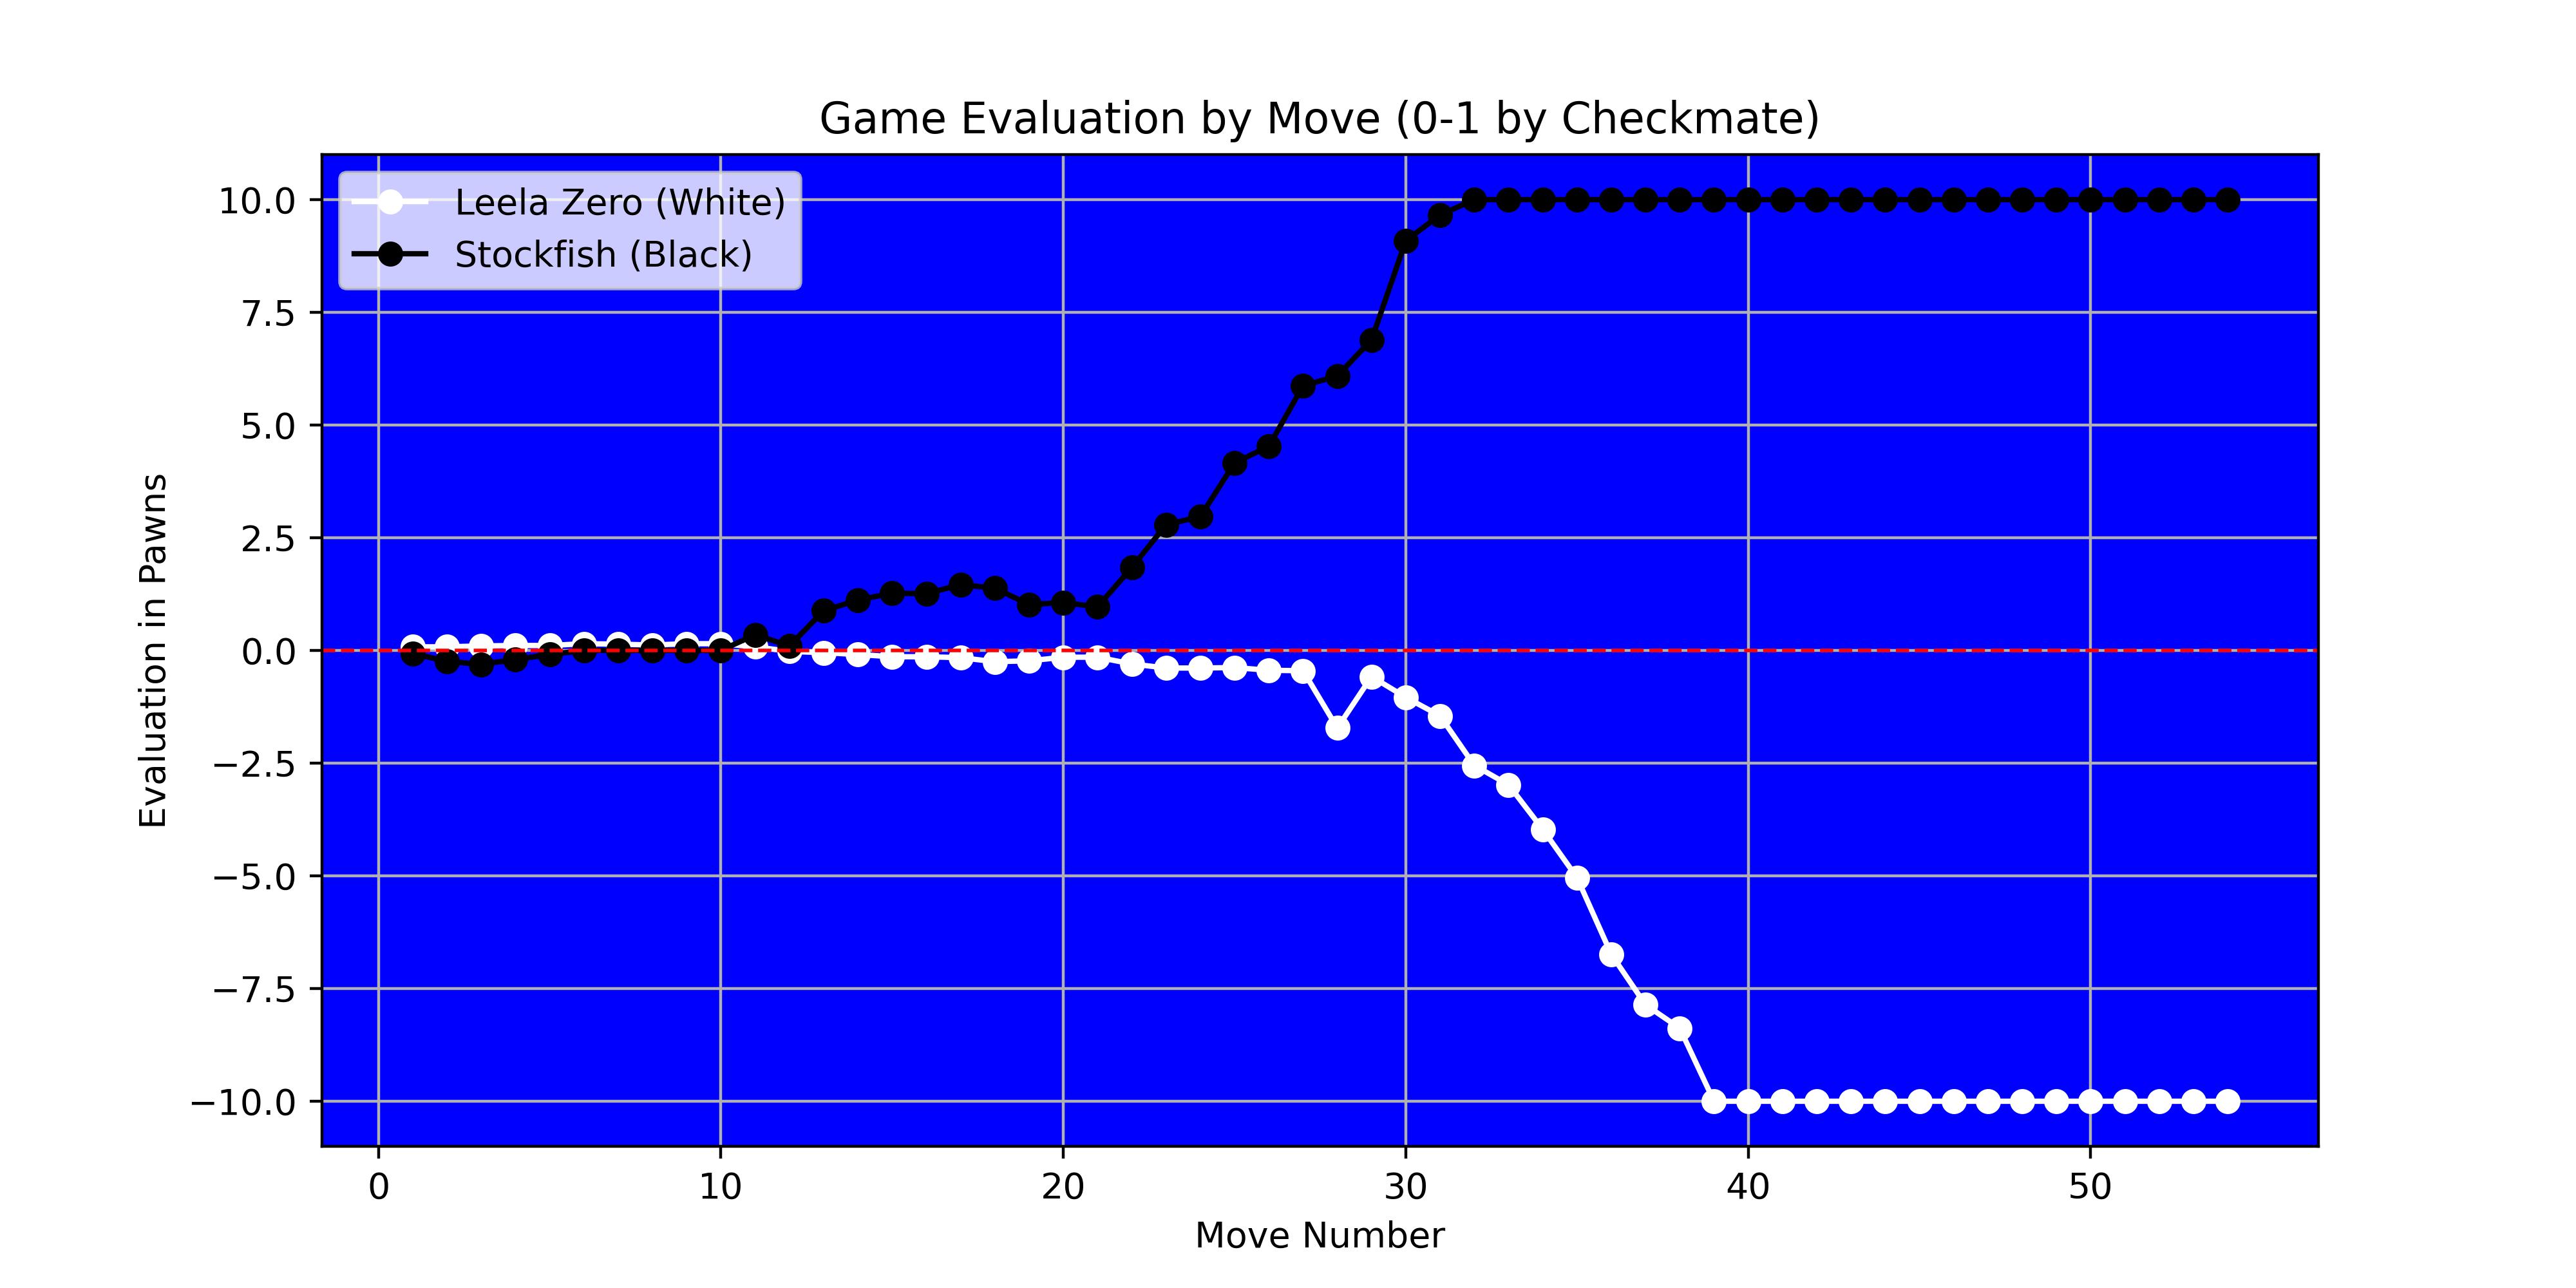 Game Evaluation by Move (0-1 by Checkmate)
Leela Zero (White)
Stockfish (Black)
Evaluation in Pawns
10.0
7.5
5.0
2.5
0.0
−2.5
−5.0
−7.5
−10.0
0 10 20 30 40 50
Move Number